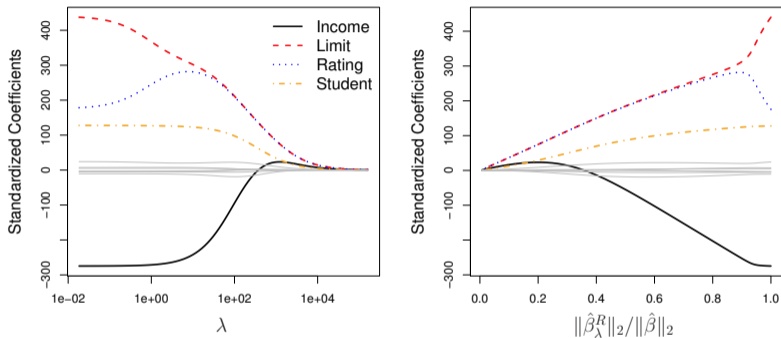 Income
Limit
Rating
Student
Standardized Coefficients
−300
−100
0
100
200
300
400
1e−02
1e+00
1e+02
1e+04
λ
Standardized Coefficients
−300
−100
0
100
200
300
400
0.0
0.2
0.4
0.6
0.8
1.0
‖β̂λᴿ‖₂/‖β̂‖₂